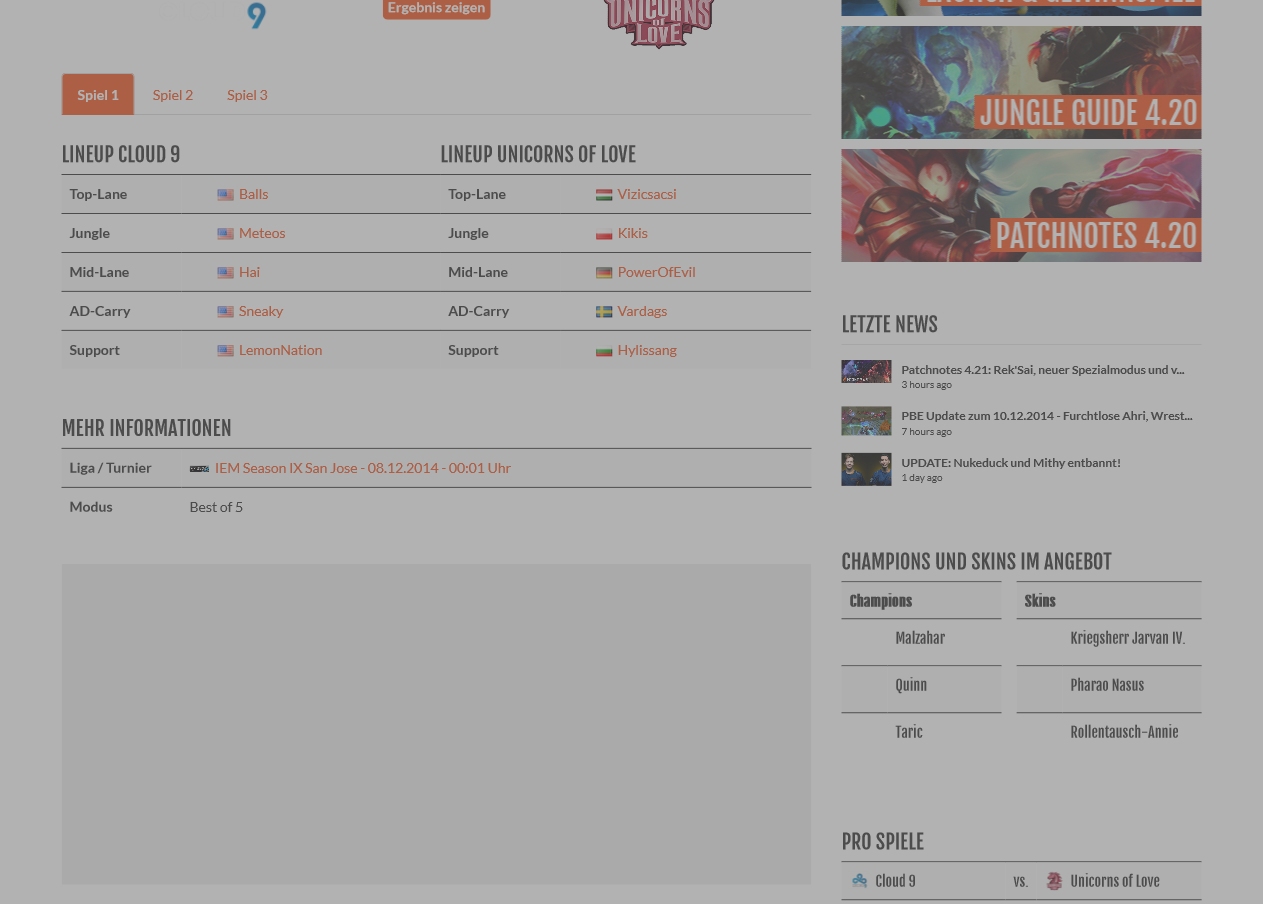 9
Ergebnis zeigen
UNICORNS
OF
LOVE
Spiel 1
Spiel 2
Spiel 3
LINEUP CLOUD 9
Top-Lane Balls
Jungle Meteos
Mid-Lane Hai
AD-Carry Sneaky
Support LemonNation
LINEUP UNICORNS OF LOVE
Top-Lane Vizicsacsi
Jungle Kikis
Mid-Lane PowerOfEvil
AD-Carry Vardags
Support Hylissang
MEHR INFORMATIONEN
Liga / Turnier IEM Season IX San Jose - 08.12.2014 - 00:01 Uhr
Modus Best of 5
JUNGLE GUIDE 4.20
PATCHNOTES 4.20
LETZTE NEWS
Patchnotes 4.21: Rek'Sai, neuer Spezialmodus und v...
3 hours ago
PBE Update zum 10.12.2014 - Furchtlose Ahri, Wrest...
7 hours ago
UPDATE: Nukeduck und Mithy entbannt!
1 day ago
CHAMPIONS UND SKINS IM ANGEBOT
Champions
Malzahar
Quinn
Taric
Skins
Kriegsherr Jarvan IV.
Pharao Nasus
Rollentausch-Annie
PRO SPIELE
Cloud 9 vs. Unicorns of Love